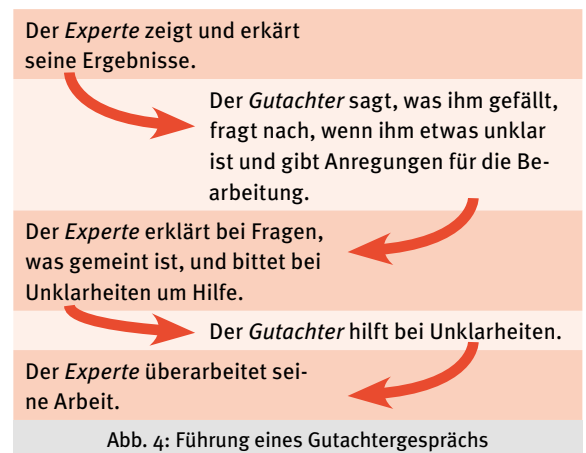 Der Experte zeigt und erklärt
seine Ergebnisse.
Der Gutachter sagt, was ihm gefällt,
fragt nach, wenn ihm etwas unklar
ist und gibt Anregungen für die Be-
arbeitung.
Der Experte erklärt bei Fragen,
was gemeint ist, und bittet bei
Unklarheiten um Hilfe.
Der Gutachter hilft bei Unklarheiten.
Der Experte überarbeitet sei-
ne Arbeit.
Abb. 4: Führung eines Gutachtergesprächs